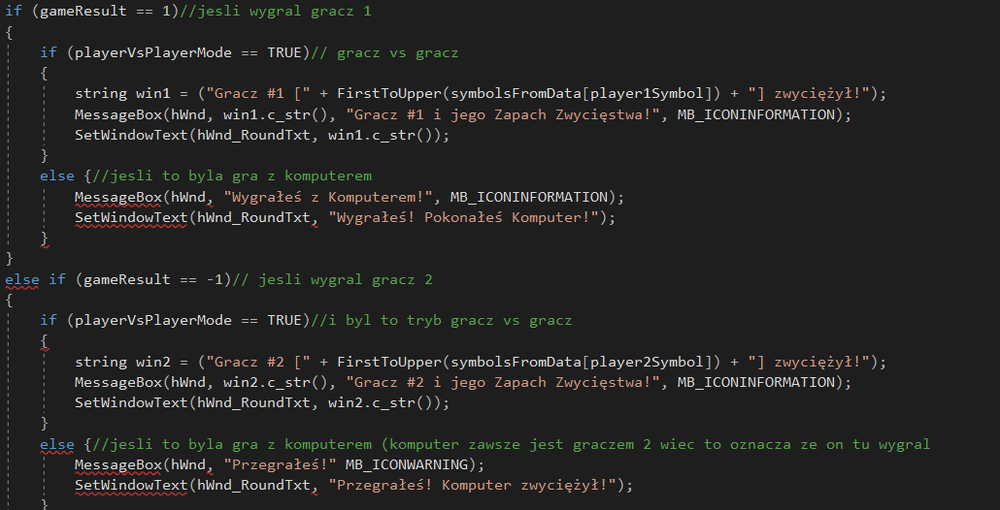 if (gameResult == 1)//jesli wygral gracz 1
{
if (playerVsPlayerMode == TRUE)// gracz vs gracz
{
string win1 = ("Gracz #1 [" + FirstToUpper(symbolsFromData[player1Symbol]) + "] zwyciężył!");
MessageBox(hWnd, win1.c_str(), "Gracz #1 i jego Zapach Zwycięstwa!", MB_ICONINFORMATION);
SetWindowText(hWnd_RoundTxt, win1.c_str());
}
else {//jesli to byla gra z komputerem
MessageBox(hWnd, "Wygrałeś z Komputerem!", MB_ICONINFORMATION);
SetWindowText(hWnd_RoundTxt, "Wygrałeś! Pokonałeś Komputer!");
}
}
else if (gameResult == -1)// jesli wygral gracz 2
{
if (playerVsPlayerMode == TRUE)//i byl to tryb gracz vs gracz
{
string win2 = ("Gracz #2 [" + FirstToUpper(symbolsFromData[player2Symbol]) + "] zwyciężył!");
MessageBox(hWnd, win2.c_str(), "Gracz #2 i jego Zapach Zwycięstwa!", MB_ICONINFORMATION);
SetWindowText(hWnd_RoundTxt, win2.c_str());
}
else {//jesli to byla gra z komputerem (komputer zawsze jest graczem 2 wiec to oznacza ze on tu wygral
MessageBox(hWnd, "Przegrałeś!" MB_ICONWARNING);
SetWindowText(hWnd_RoundTxt, "Przegrałeś! Komputer zwyciężył!");
}